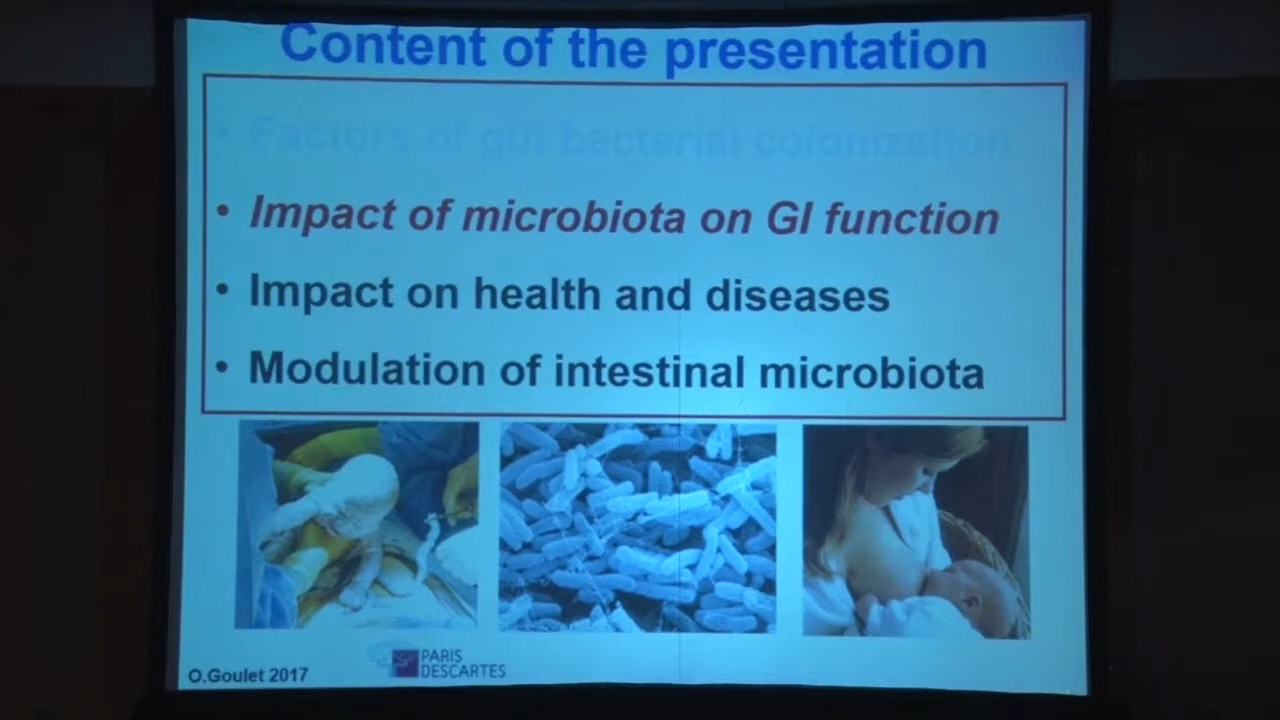 Content of the presentation
• Factors of gut bacterial colonization
• Impact of microbiota on GI function
• Impact on health and diseases
• Modulation of intestinal microbiota
O.Goulet 2017
PARIS
DESCARTES